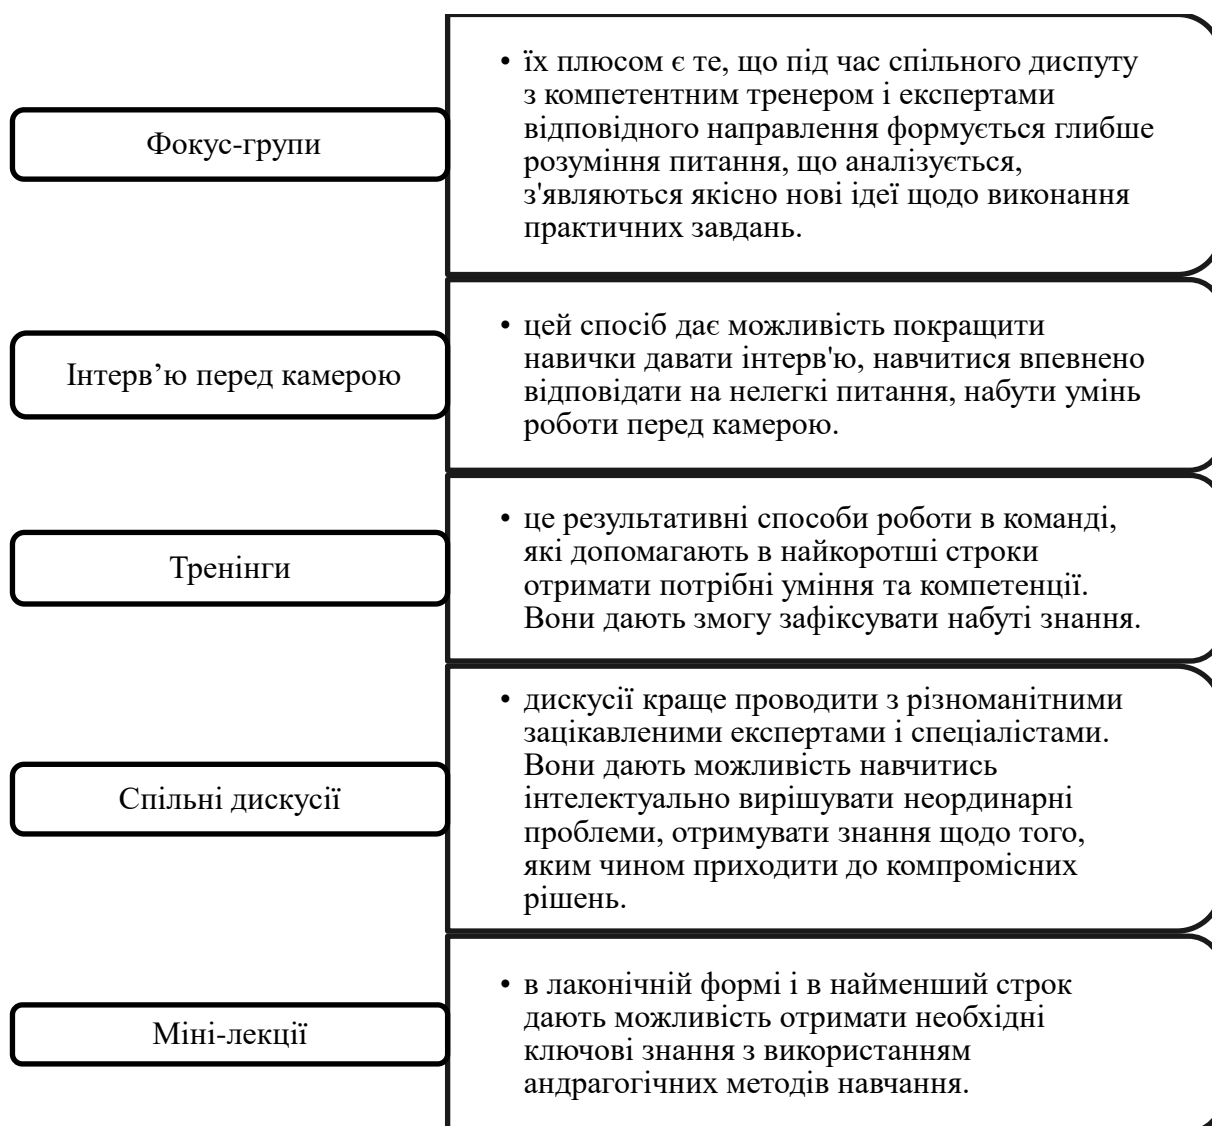 Фокус-групи
• їх плюсом є те, що під час спільного диспуту
з компетентним тренером і експертами
відповідного направлення формується глибше
розуміння питання, що аналізується,
з'являються якісно нові ідеї щодо виконання
практичних завдань.
Інтерв’ю перед камерою
• цей спосіб дає можливість покращити
навички давати інтерв'ю, навчитися впевнено
відповідати на нелегкі питання, набути умінь
роботи перед камерою.
Тренінги
• це результативні способи роботи в команді,
які допомагають в найкоротші строки
отримати потрібні уміння та компетенції.
Вони дають змогу зафіксувати набуті знання.
Спільні дискусії
• дискусії краще проводити з різноманітними
зацікавленими експертами і спеціалістами.
Вони дають можливість навчитись
інтелектуально вирішувати неординарні
проблеми, отримувати знання щодо того,
яким чином приходити до компромісних
рішень.
Міні-лекції
• в лаконічній формі і в найменший строк
дають можливість отримати необхідні
ключові знання з використанням
андрагогічних методів навчання.